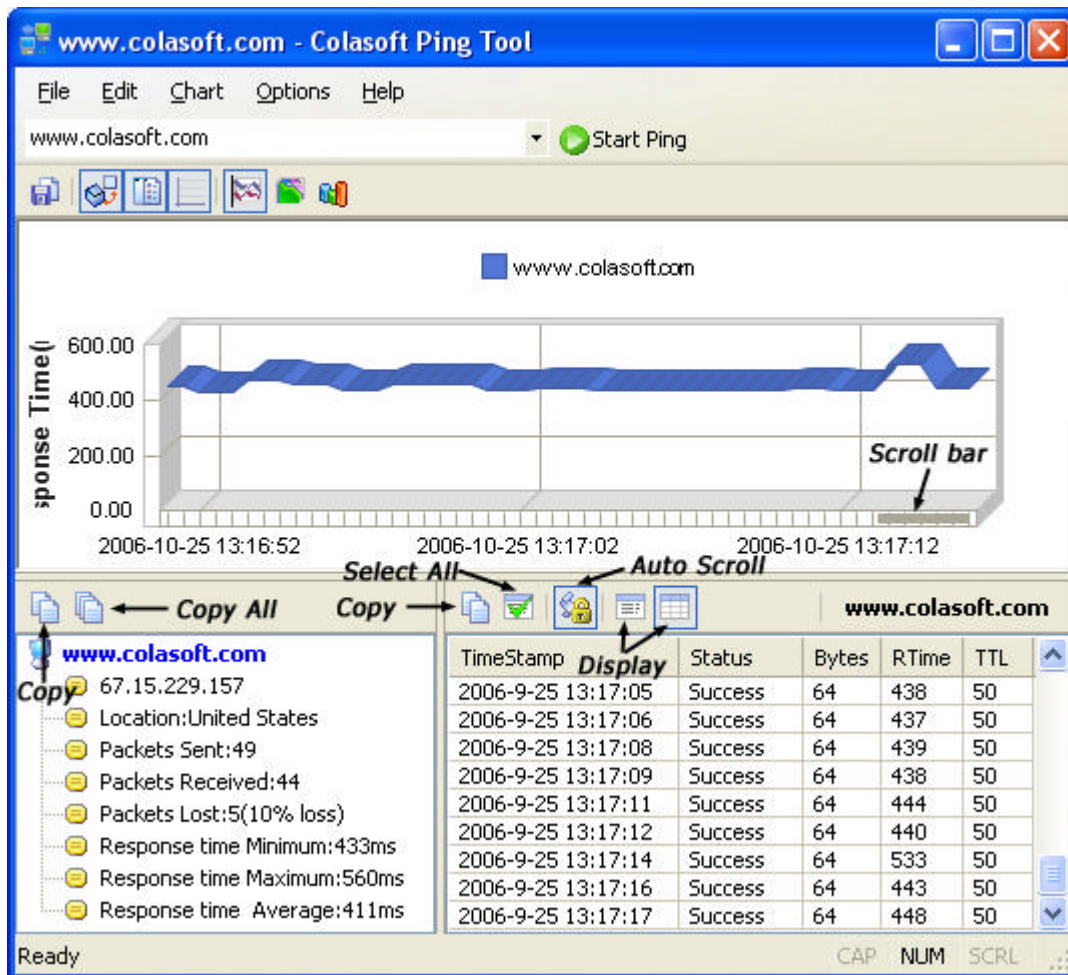 www.colasoft.com - Colasoft Ping Tool
File Edit Chart Options Help
www.colasoft.com Start Ping
www.colasoft.com
sponse Time(
600.00
400.00
200.00
0.00
Scroll bar
2006-10-25 13:16:52 2006-10-25 13:17:02 2006-10-25 13:17:12
Select All Auto Scroll
Copy All Copy www.colasoft.com
Copy
www.colasoft.com
67.15.229.157
Location:United States
Packets Sent:49
Packets Received:44
Packets Lost:5(10% loss)
Response time Minimum:433ms
Response time Maximum:560ms
Response time Average:411ms
Display
TimeStamp Status Bytes RTime TTL
2006-9-25 13:17:05 Success 64 438 50
2006-9-25 13:17:06 Success 64 437 50
2006-9-25 13:17:08 Success 64 439 50
2006-9-25 13:17:09 Success 64 438 50
2006-9-25 13:17:11 Success 64 444 50
2006-9-25 13:17:12 Success 64 440 50
2006-9-25 13:17:14 Success 64 533 50
2006-9-25 13:17:16 Success 64 443 50
2006-9-25 13:17:17 Success 64 448 50
Ready CAP NUM SCRL